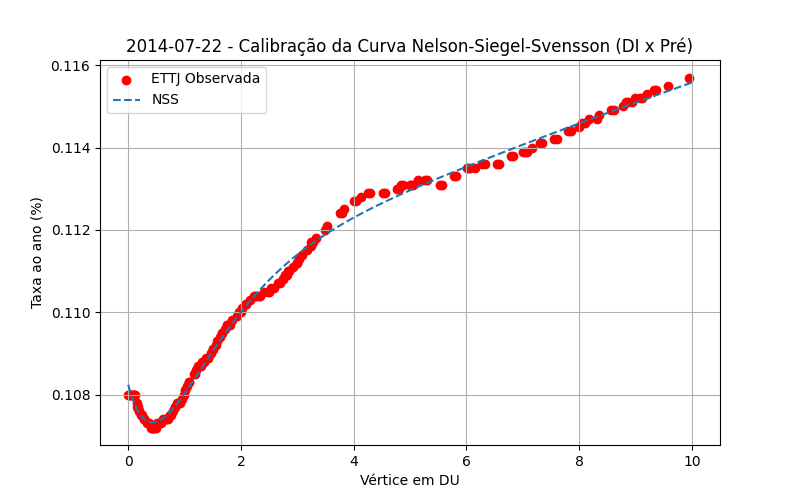 2014-07-22 - Calibração da Curva Nelson-Siegel-Svensson (DI x Pré)
ETTJ Observada
NSS
Taxa ao ano (%)
0.116
0.114
0.112
0.110
0.108
0 2 4 6 8 10
Vértice em DU